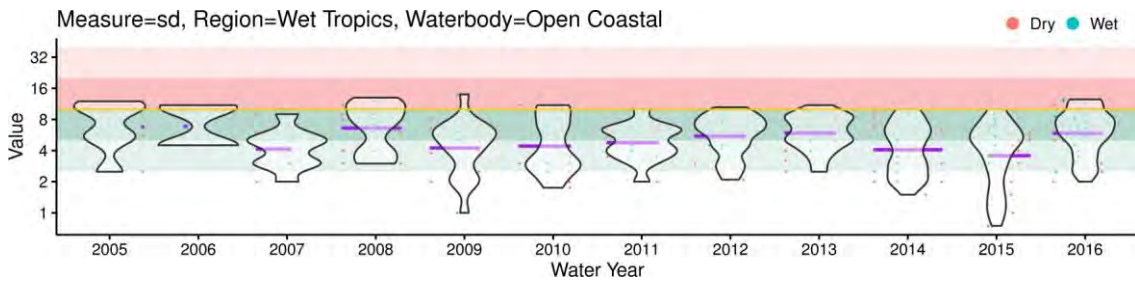 Measure=sd, Region=Wet Tropics, Waterbody=Open Coastal
Dry Wet
Value
32
16
8
4
2
1
2005 2006 2007 2008 2009 2010 2011 2012 2013 2014 2015 2016
Water Year